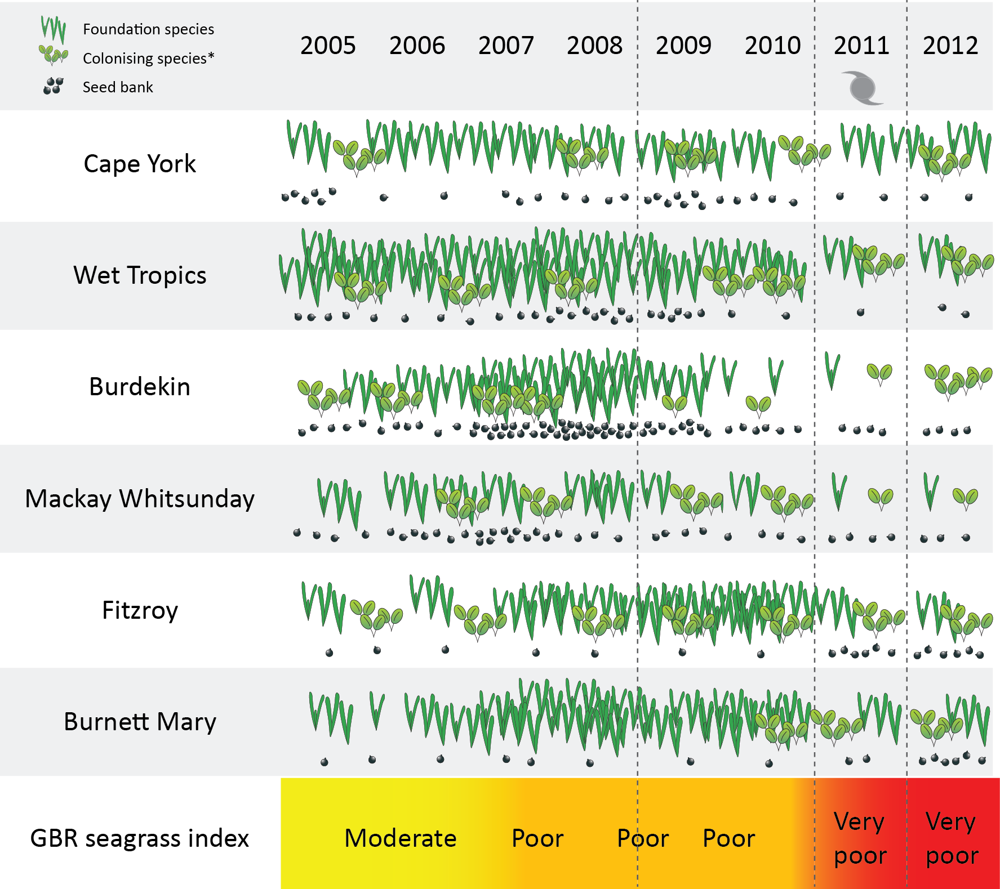 Foundation species
Colonising species*
Seed bank
2005 2006 2007 2008 2009 2010 2011 2012
Cape York
Wet Tropics
Burdekin
Mackay Whitsunday
Fitzroy
Burnett Mary
GBR seagrass index
Moderate Poor Poor Poor
Very
poor
Very
poor